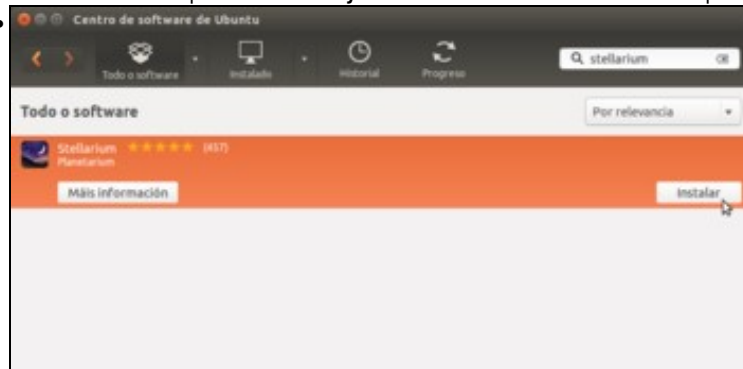 Centro de software de Ubuntu
Todo o software
Instalado
Historial
Progreso
stellarium
Todo o software
Por relevancia
Stellarium (457)
Planetarium
Máis información
Instalar